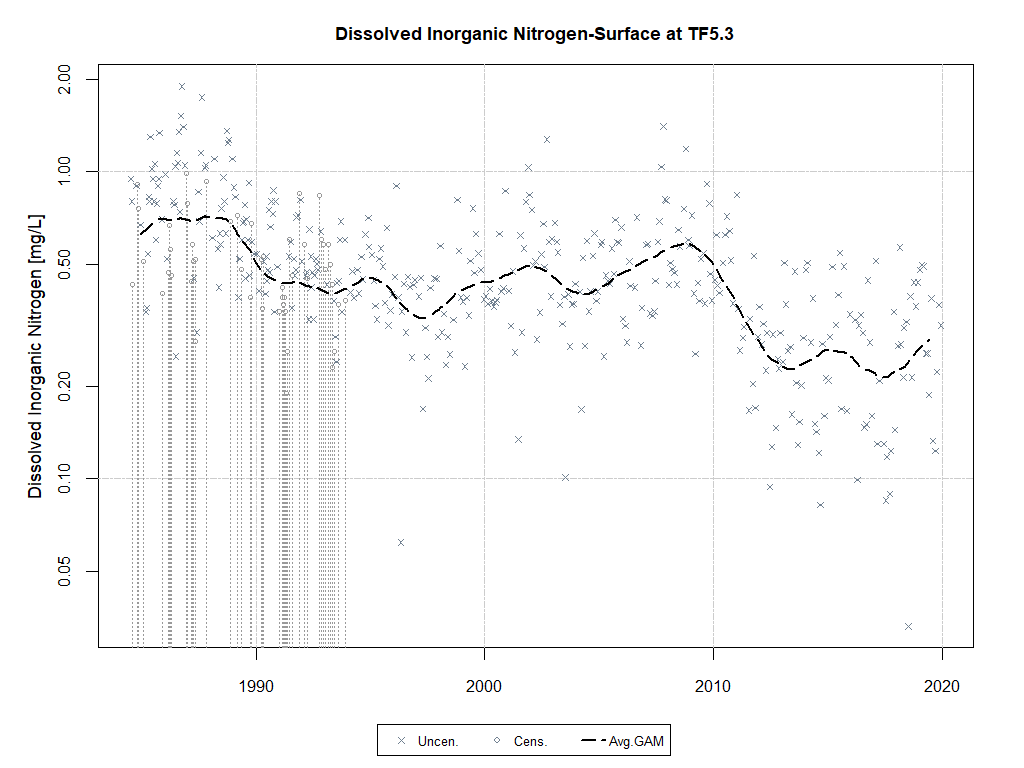 Dissolved Inorganic Nitrogen-Surface at TF5.3
Dissolved Inorganic Nitrogen [mg/L]
2.00
1.00
0.50
0.20
0.10
0.05
1990 2000 2010 2020
Uncen. Cens. Avg.GAM